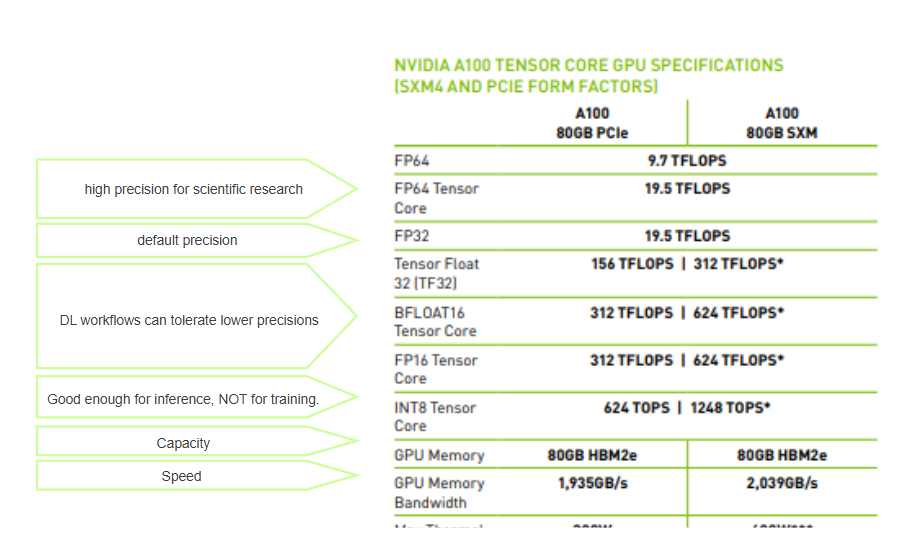 NVIDIA A100 TENSOR CORE GPU SPECIFICATIONS
(SXM4 AND PCIE FORM FACTORS)
A100
80GB PCIe
A100
80GB SXM
FP64 9.7 TFLOPS
high precision for scientific research
FP64 Tensor
Core
19.5 TFLOPS
default precision
FP32 19.5 TFLOPS
DL workflows can tolerate lower precisions
Tensor Float
32 (TF32)
156 TFLOPS | 312 TFLOPS*
BFLOAT16
Tensor Core
312 TFLOPS | 624 TFLOPS*
FP16 Tensor
Core
312 TFLOPS | 624 TFLOPS*
Good enough for inference, NOT for training.
INT8 Tensor
Core
624 TOPS | 1248 TOPS*
Capacity
GPU Memory 80GB HBM2e 80GB HBM2e
Speed
GPU Memory
Bandwidth
1,935GB/s 2,039GB/s